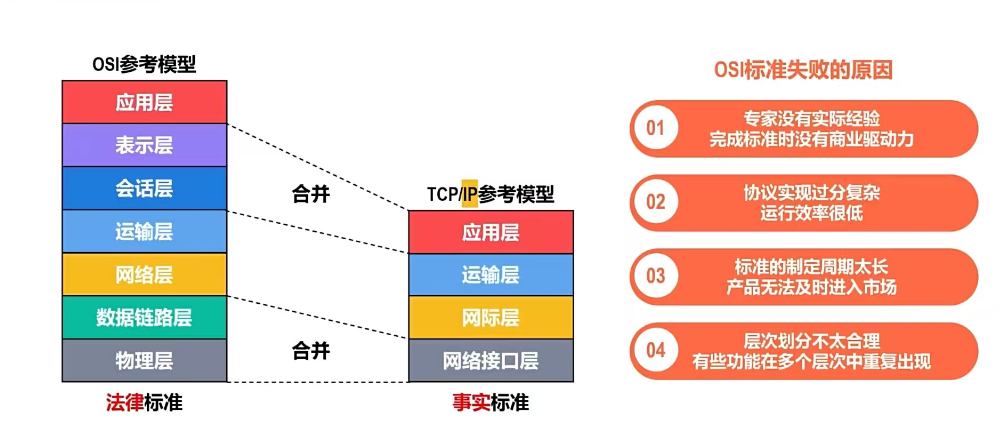 OSI参考模型
应用层
表示层
会话层
运输层
网络层
数据链路层
物理层
法律标准
合并
合并
TCP/IP参考模型
应用层
运输层
网际层
网络接口层
事实标准
OSI标准失败的原因
01
专家没有实际经验
完成标准时没有商业驱动力
02
协议实现过分复杂
运行效率很低
03
标准的制定周期太长
产品无法及时进入市场
04
层次划分不太合理
有些功能在多个层次中重复出现